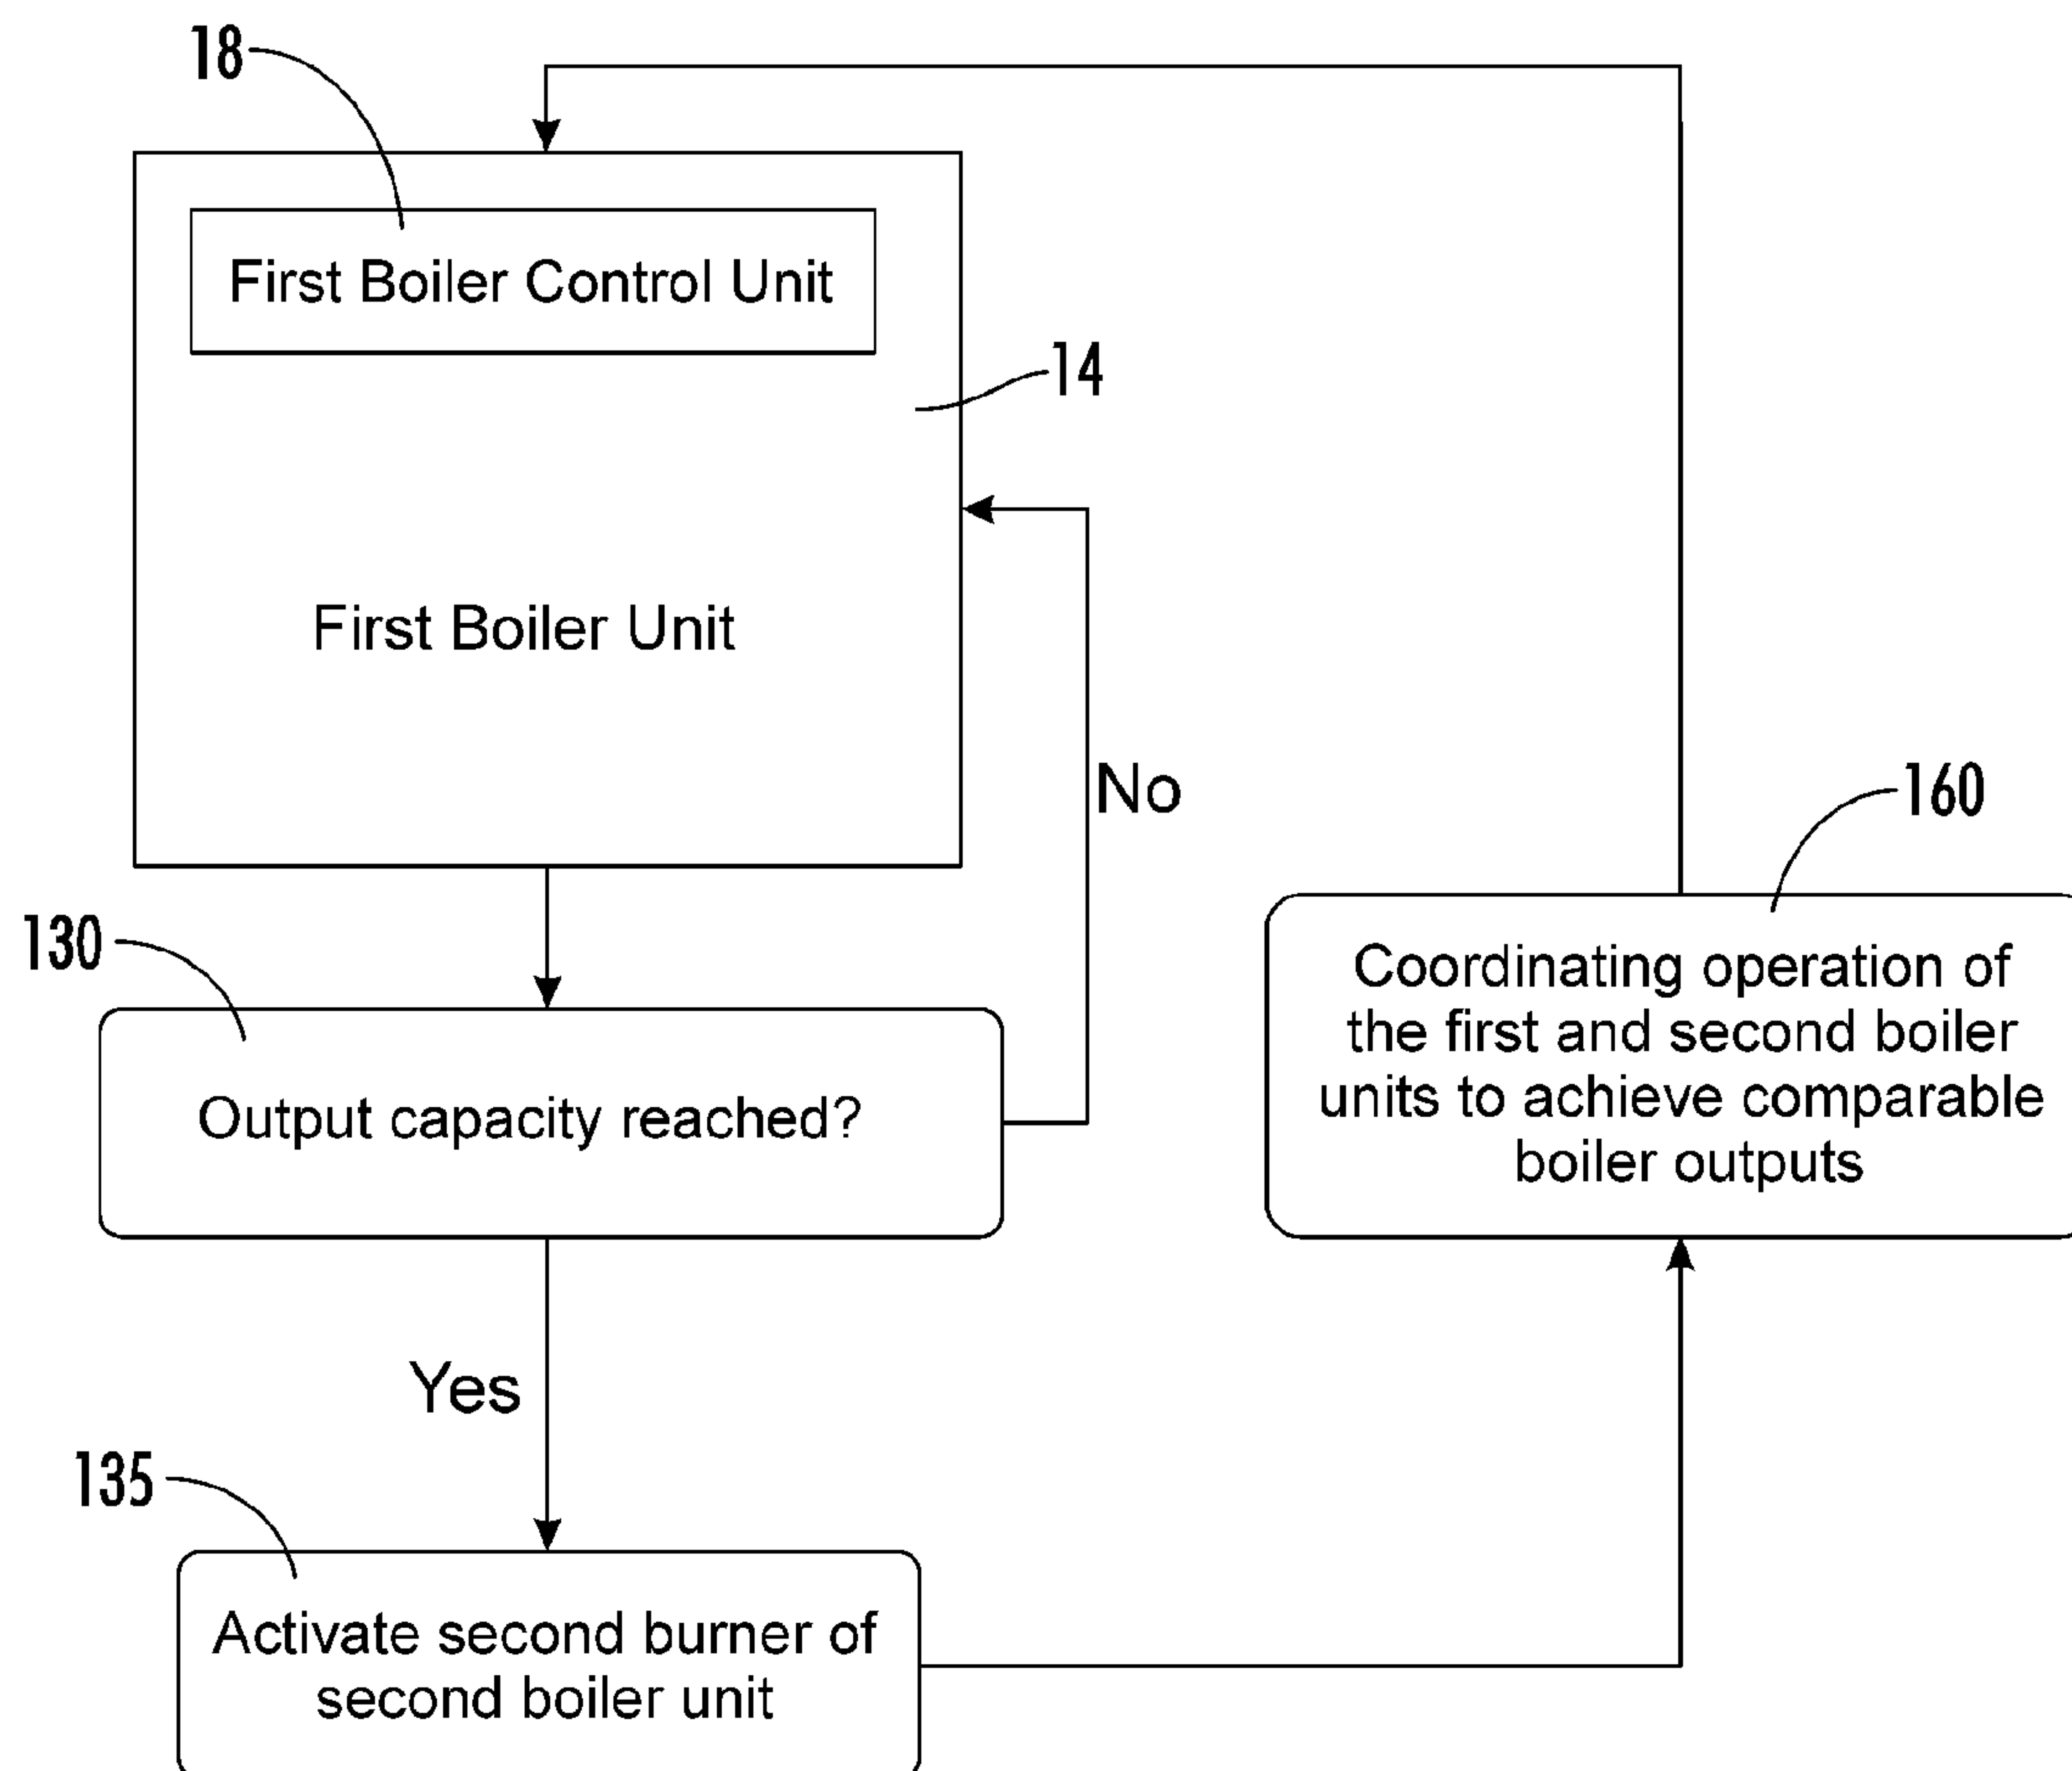 18
First Boiler Control Unit
14
First Boiler Unit
No
160
130
Coordinating operation of
the first and second boiler
units to achieve comparable
boiler outputs
Output capacity reached?
Yes
135
Activate second burner of
second boiler unit